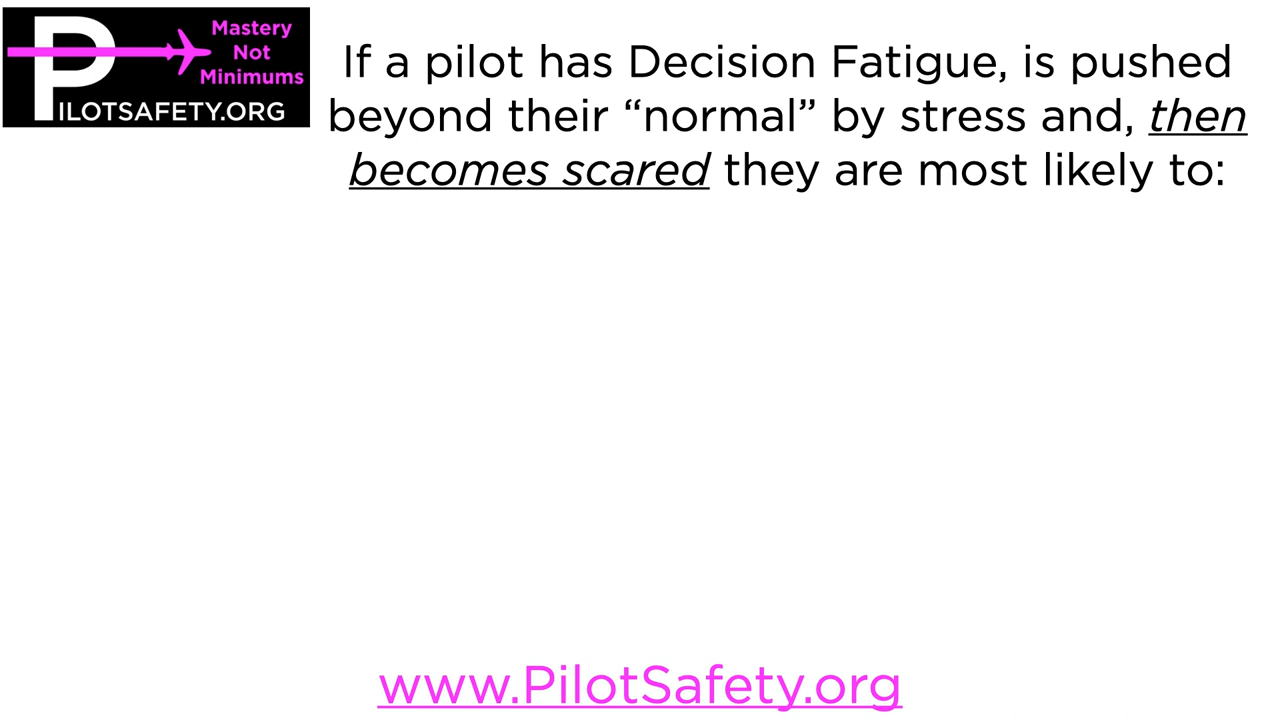 Mastery
Not
Minimums
PILOTSAFETY.ORG
If a pilot has Decision Fatigue, is pushed
beyond their “normal” by stress and, then
becomes scared they are most likely to:
www.PilotSafety.org